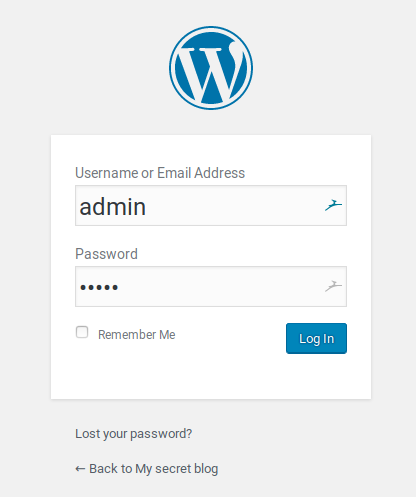 Username or Email Address
admin
Password
•••••
Remember Me
Log In
Lost your password?
← Back to My secret blog